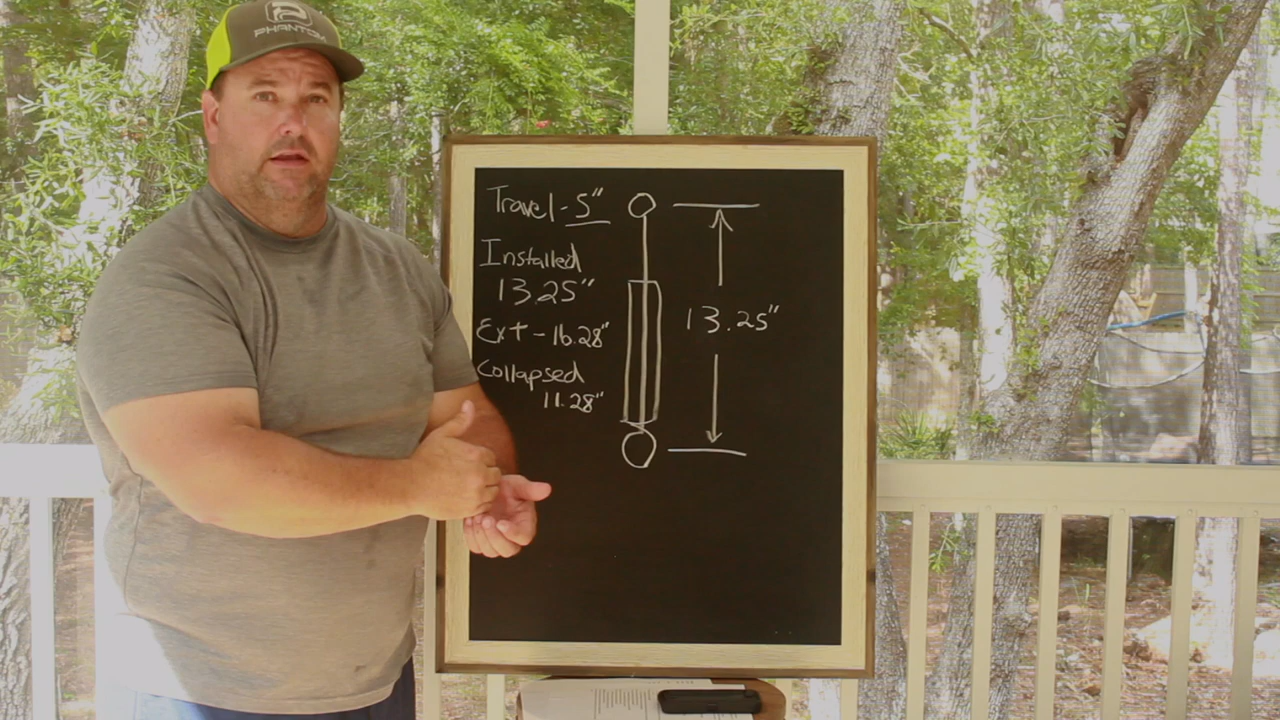 PHANTOM
Travel - 5"
Installed
13.25"
Ext - 16.28"
Collapsed
11.28"
13.25"